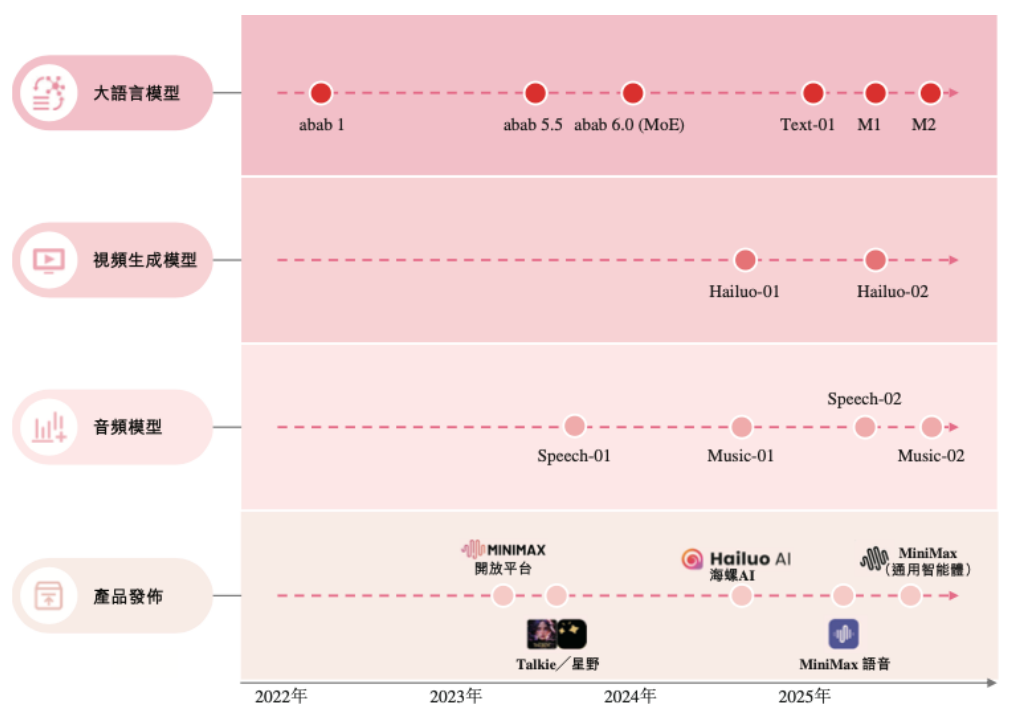 大語言模型
abab 1
abab 5.5
abab 6.0 (MoE)
Text-01
M1
M2
視頻生成模型
Hailuo-01
Hailuo-02
音頻模型
Speech-02
Speech-01
Music-01
Music-02
產品發佈
MINIMAX
開放平台
Hailuo AI
海螺AI
MiniMax
(通用智能體)
Talkie／星野
MiniMax 語音
2022年
2023年
2024年
2025年